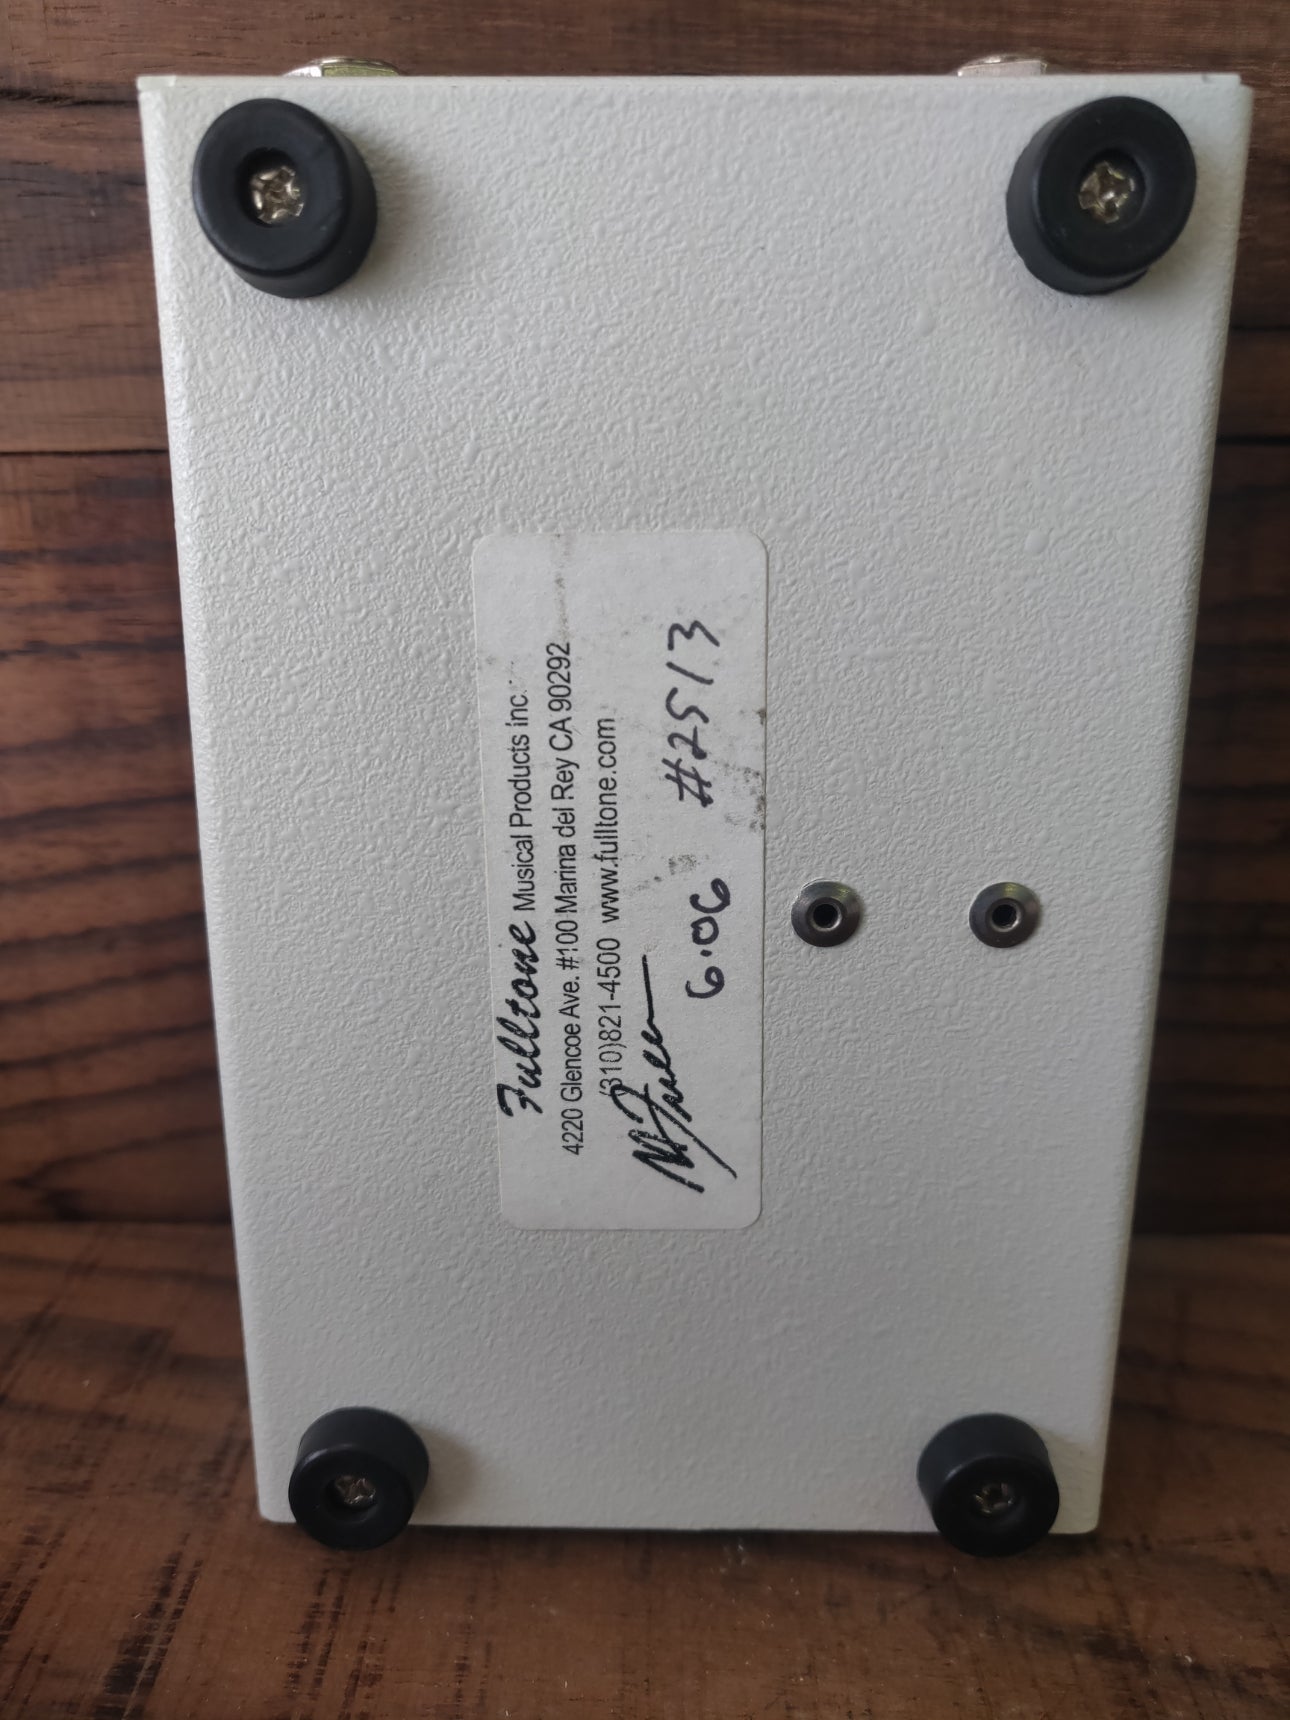 Fulltone Musical Products inc.
4220 Glencoe Ave. #100 Marina del Rey CA 90292
(310)821-4500 www.fulltone.com
6.06 #2513